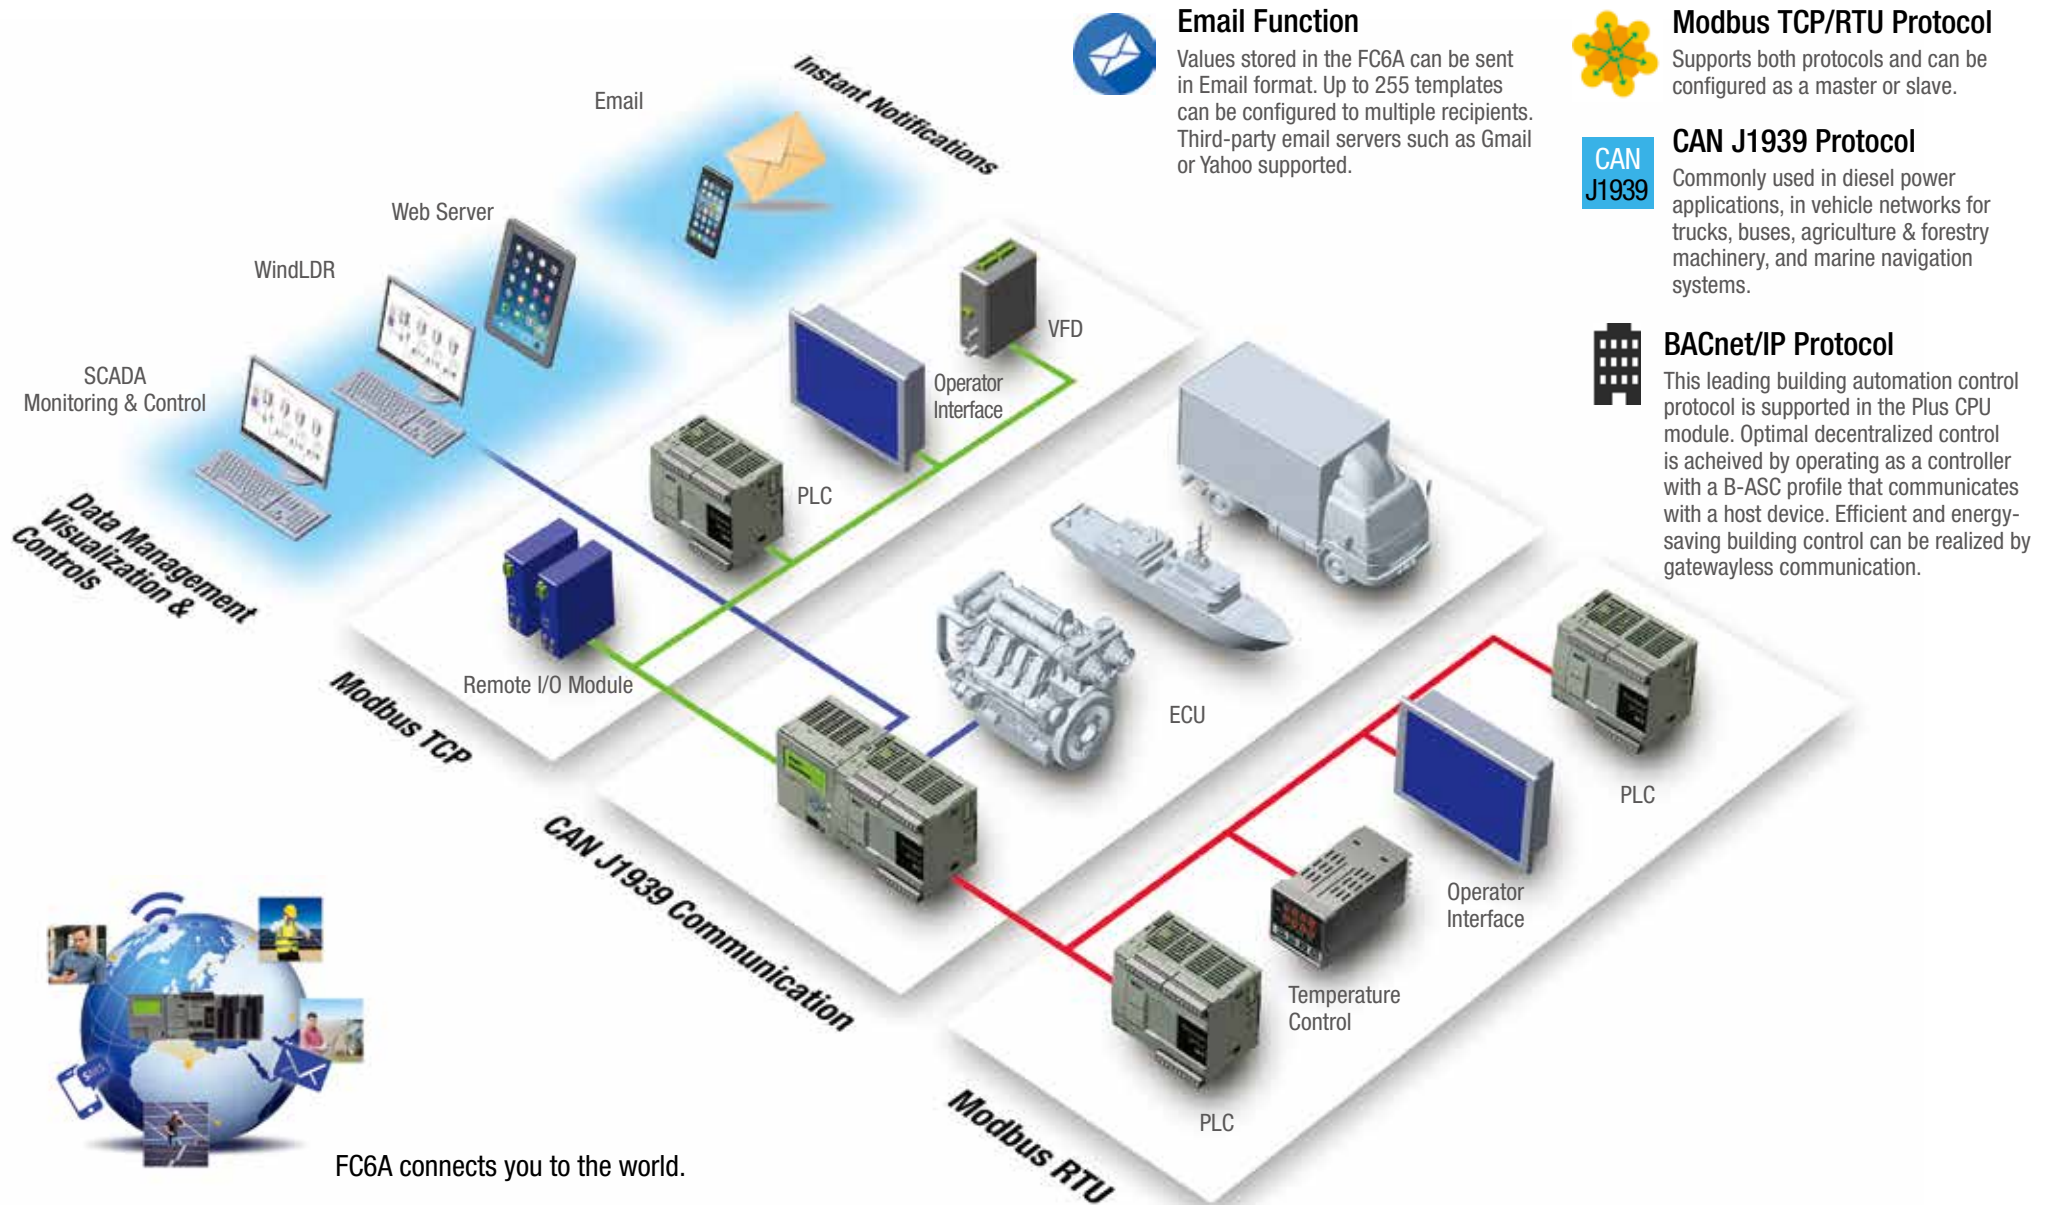 Email Function
Values stored in the FC6A can be sent
in Email format. Up to 255 templates
can be configured to multiple recipients.
Third-party email servers such as Gmail
or Yahoo supported.
Modbus TCP/RTU Protocol
Supports both protocols and can be
configured as a master or slave.
CAN
J1939
CAN J1939 Protocol
Commonly used in diesel power
applications, in vehicle networks for
trucks, buses, agriculture & forestry
machinery, and marine navigation
systems.
BACnet/IP Protocol
This leading building automation control
protocol is supported in the Plus CPU
module. Optimal decentralized control
is acheived by operating as a controller
with a B-ASC profile that communicates
with a host device. Efficient and energy-
saving building control can be realized by
gatewayless communication.
Instant Notifications
Email
Web Server
WindLDR
SCADA
Monitoring & Control
Data Management
Visualization &
Controls
VFD
Operator
Interface
PLC
Remote I/O Module
Modbus TCP
ECU
CAN J1939 Communication
PLC
Operator
Interface
Temperature
Control
PLC
Modbus RTU
SMS
FC6A connects you to the world.